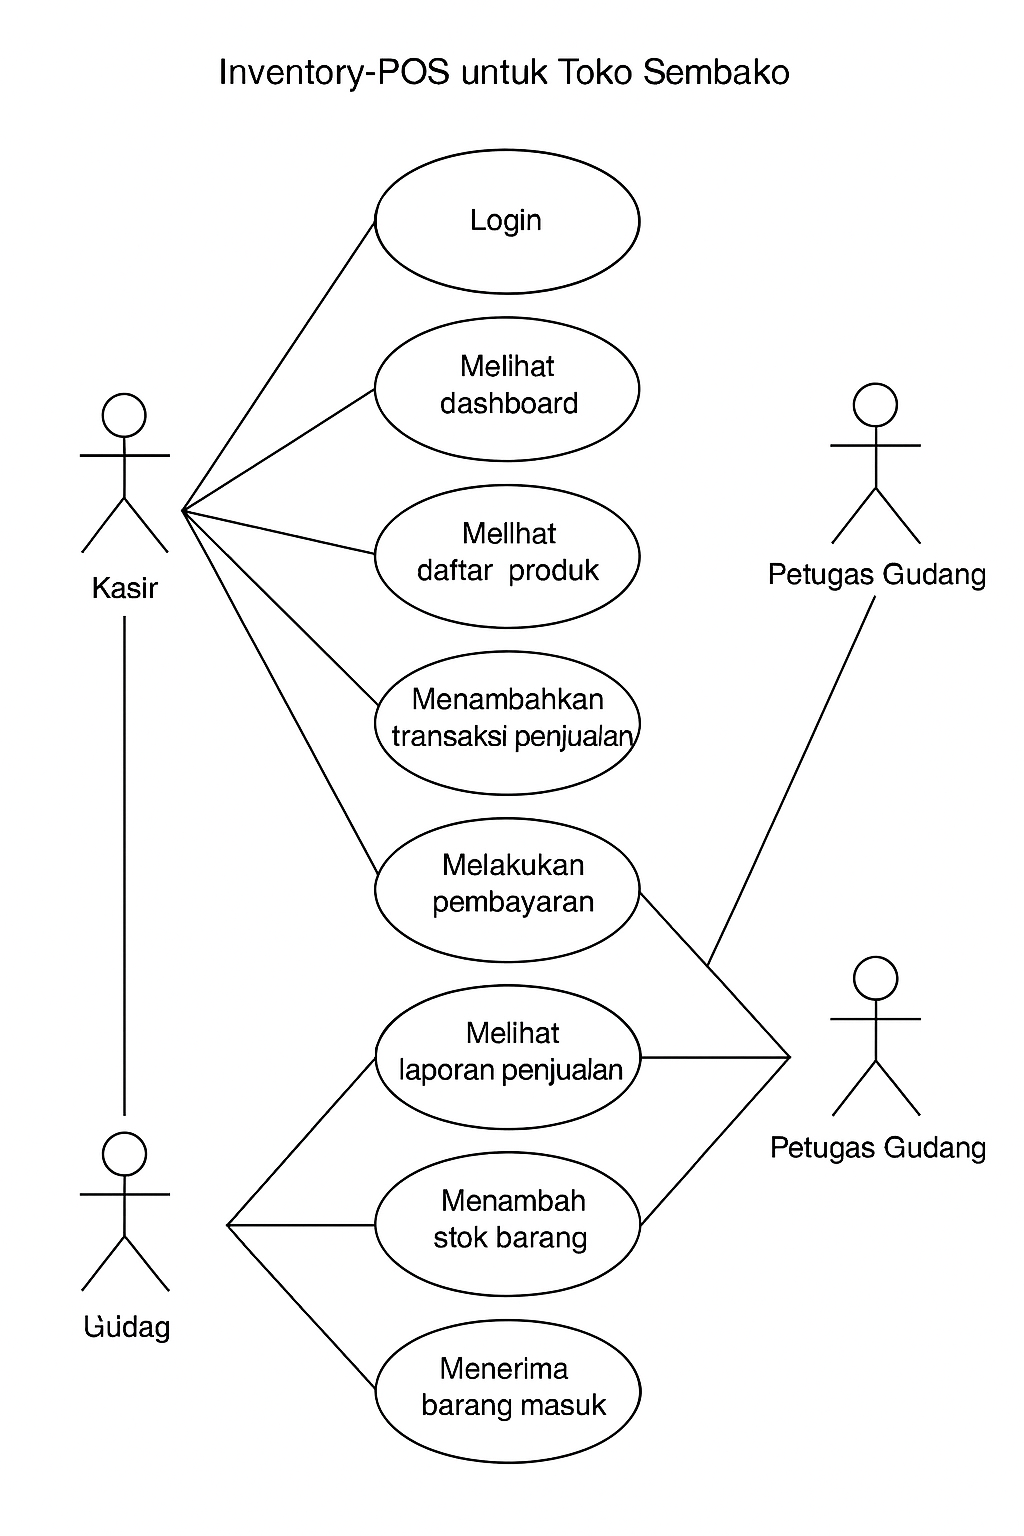 Inventory-POS untuk Toko Sembako
Login
Melihat
dashboard
Mellhat
daftar produk
Kasir
Petugas Gudang
Menambahkan
transaksi penjualan
Melakukan
pembayaran
Melihat
laporan penjualan
Petugas Gudang
Menambah
stok barang
Menerima
barang masuk